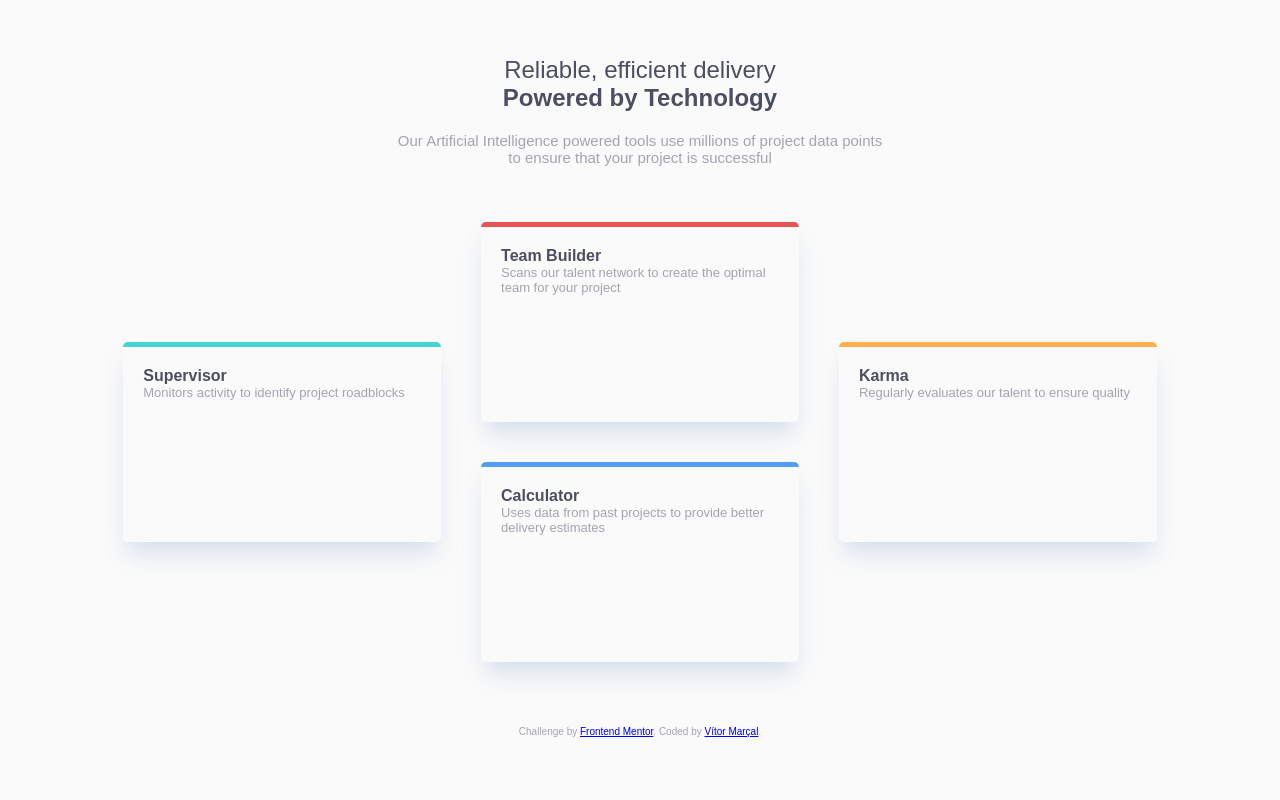 Reliable, efficient delivery
Powered by Technology
Our Artificial Intelligence powered tools use millions of project data points
to ensure that your project is successful
Supervisor
Monitors activity to identify project roadblocks
Team Builder
Scans our talent network to create the optimal
team for your project
Calculator
Uses data from past projects to provide better
delivery estimates
Karma
Regularly evaluates our talent to ensure quality
Challenge by Frontend Mentor. Coded by Vítor Marçal.